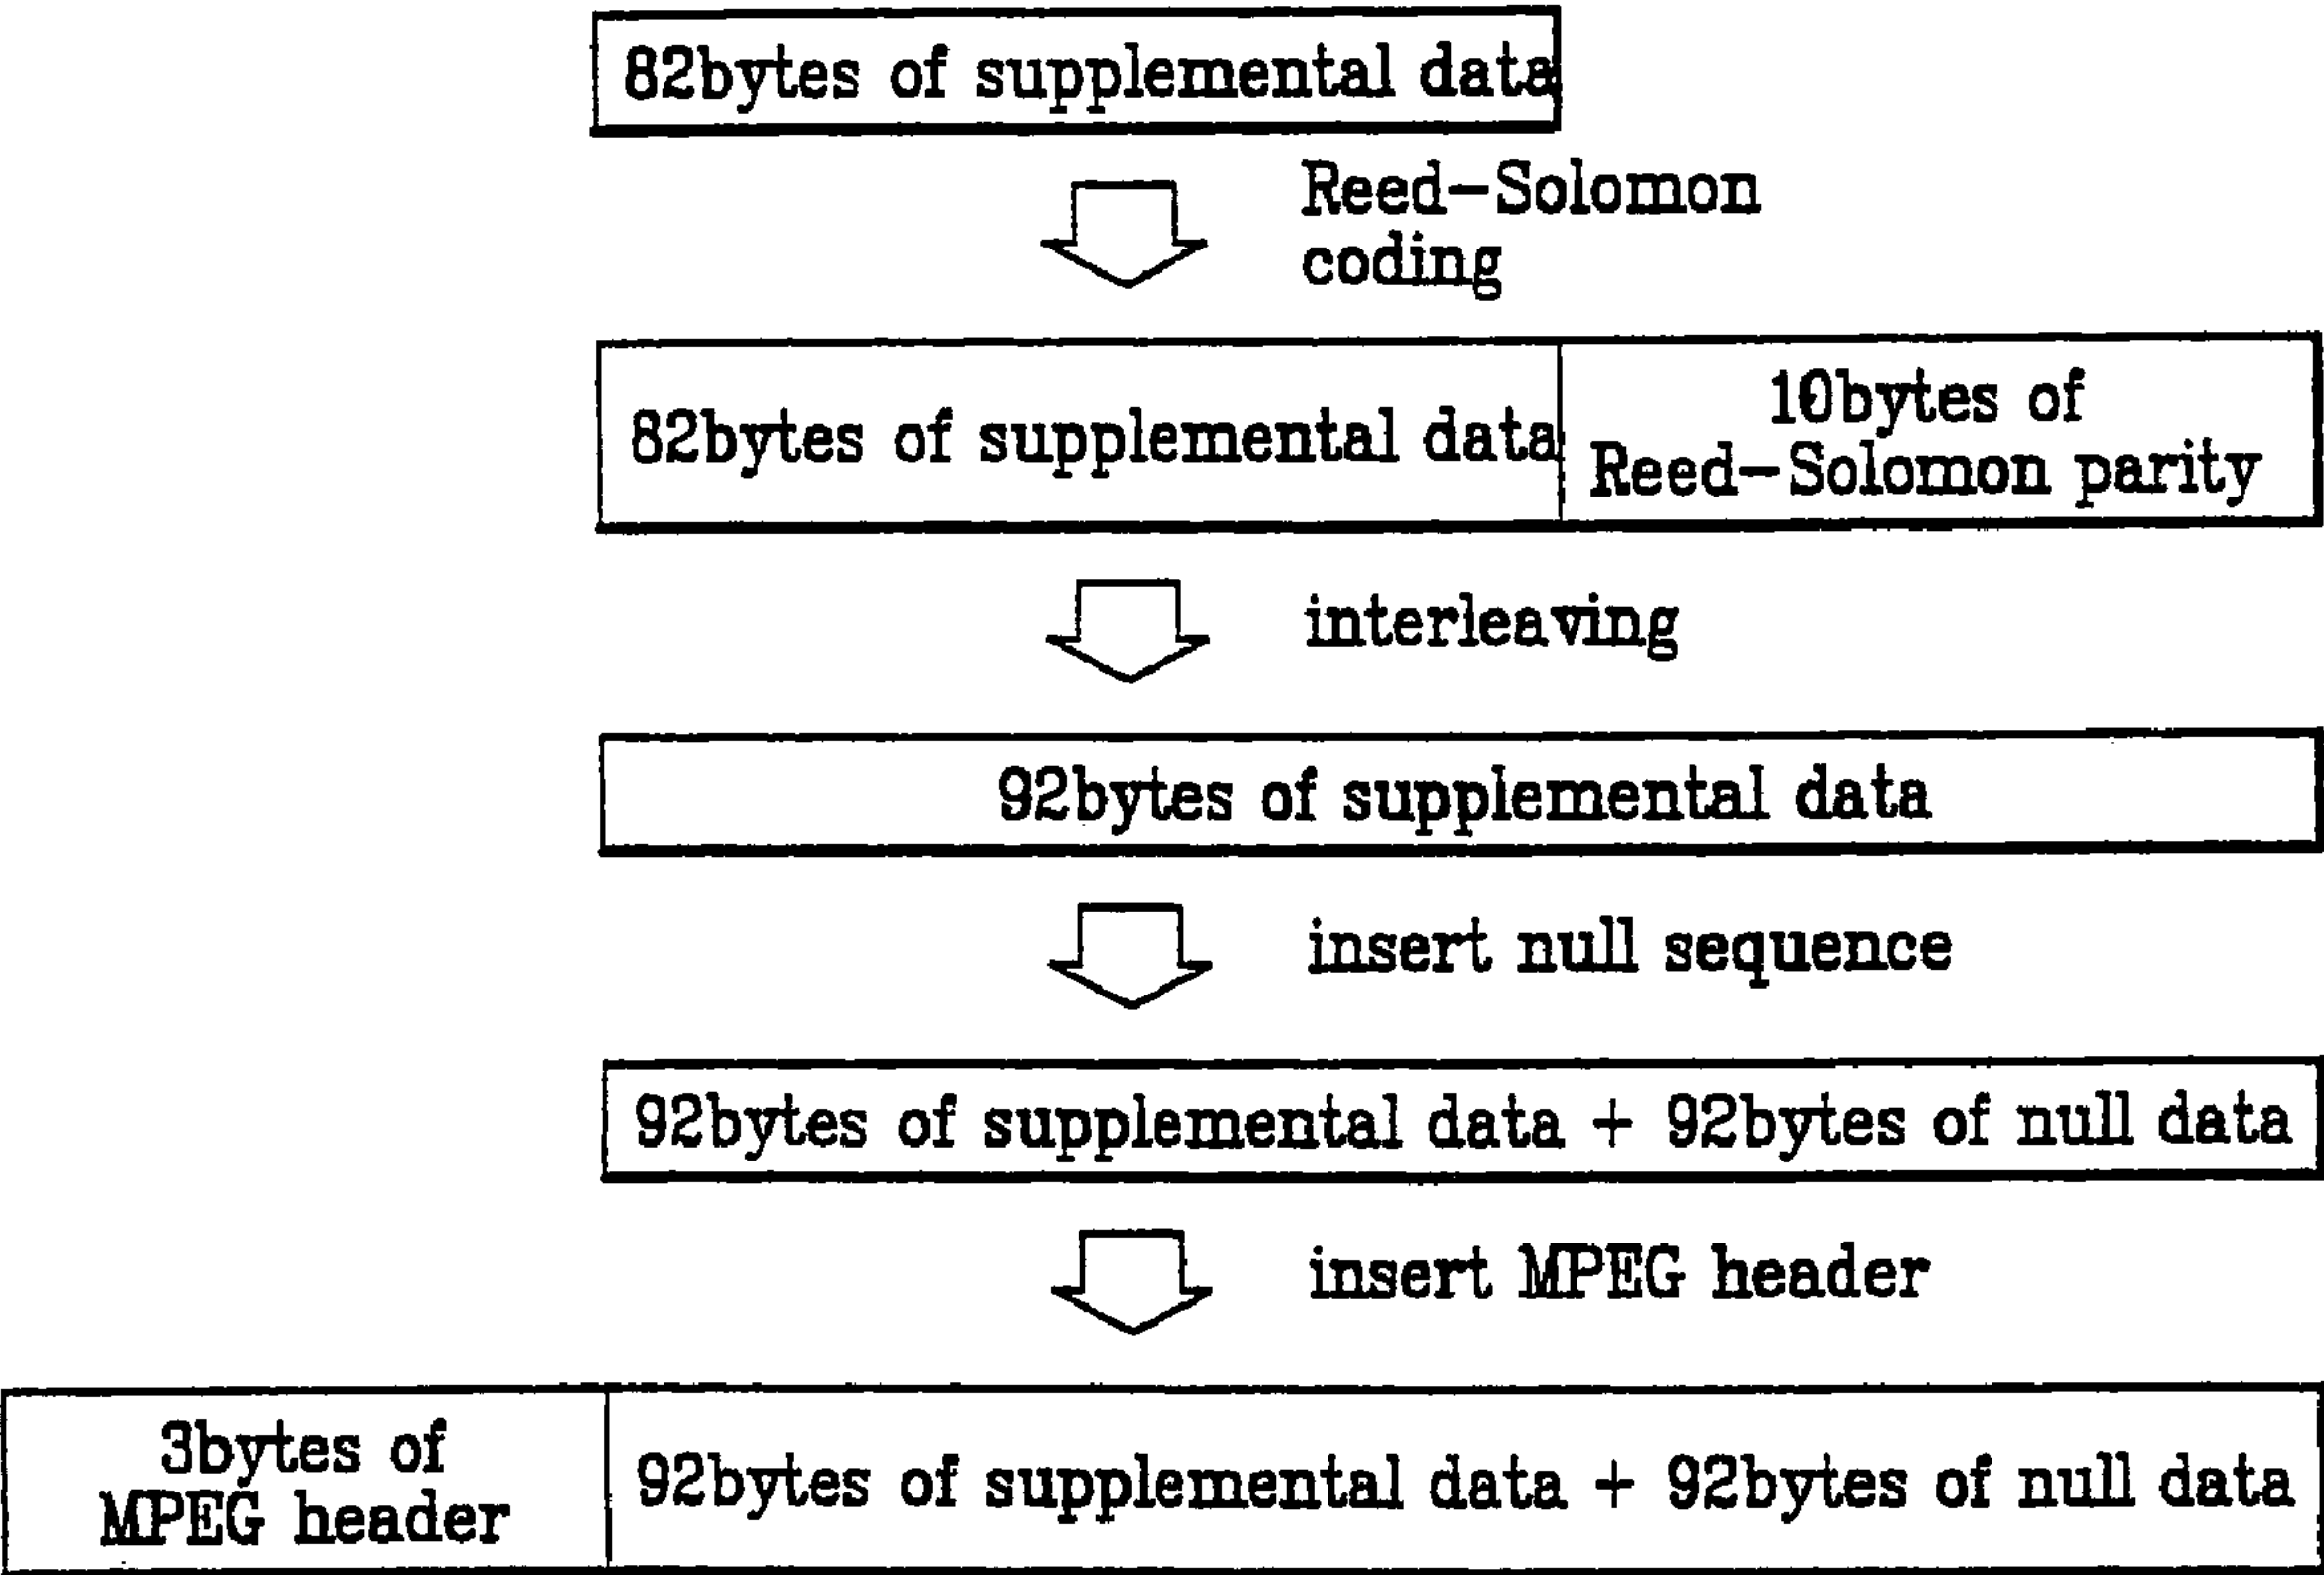 82bytes of supplemental data
Reed-Solomon
coding
82bytes of supplemental data
10bytes of
Reed-Solomon parity
interleaving
92bytes of supplemental data
insert null sequence
92bytes of supplemental data + 92bytes of null data
insert MPEG header
3bytes of
MPEG header
92bytes of supplemental data + 92bytes of null data